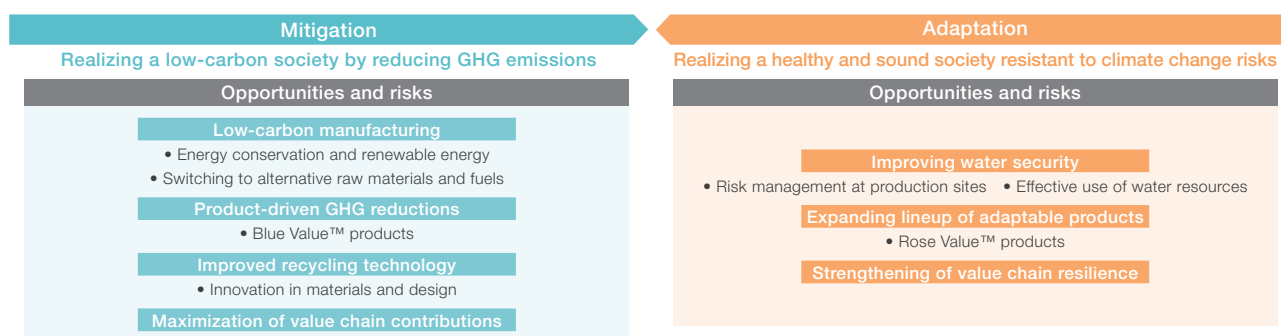 Mitigation
Realizing a low-carbon society by reducing GHG emissions
Opportunities and risks
Low-carbon manufacturing
• Energy conservation and renewable energy
• Switching to alternative raw materials and fuels
Product-driven GHG reductions
• Blue Value™ products
Improved recycling technology
• Innovation in materials and design
Maximization of value chain contributions
Adaptation
Realizing a healthy and sound society resistant to climate change risks
Opportunities and risks
Improving water security
• Risk management at production sites • Effective use of water resources
Expanding lineup of adaptable products
• Rose Value™ products
Strengthening of value chain resilience